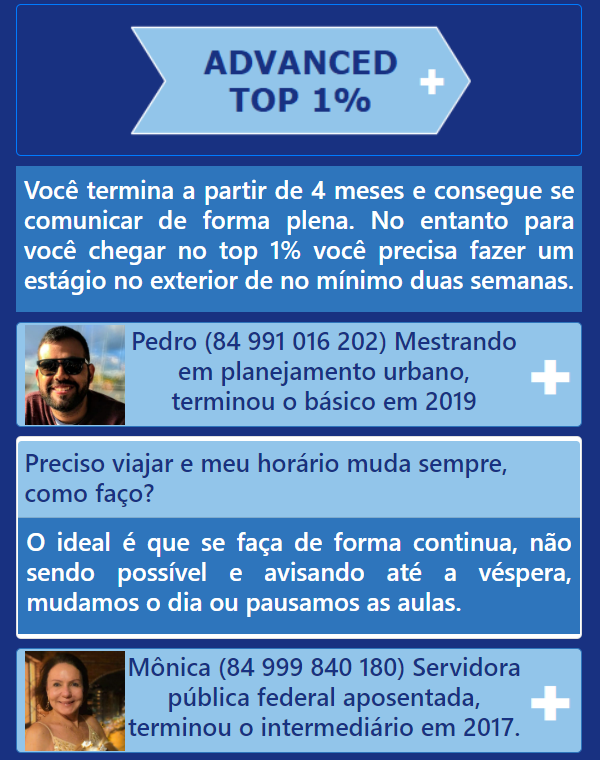 ADVANCED
TOP 1%
Você termina a partir de 4 meses e consegue se
comunicar de forma plena. No entanto para
você chegar no top 1% você precisa fazer um
estágio no exterior de no mínimo duas semanas.
Pedro (84 991 016 202) Mestrando
em planejamento urbano,
terminou o básico em 2019
Preciso viajar e meu horário muda sempre,
como faço?
O ideal é que se faça de forma continua, não
sendo possível e avisando até a véspera,
mudamos o dia ou pausamos as aulas.
Mônica (84 999 840 180) Servidora
pública federal aposentada,
terminou o intermediário em 2017.